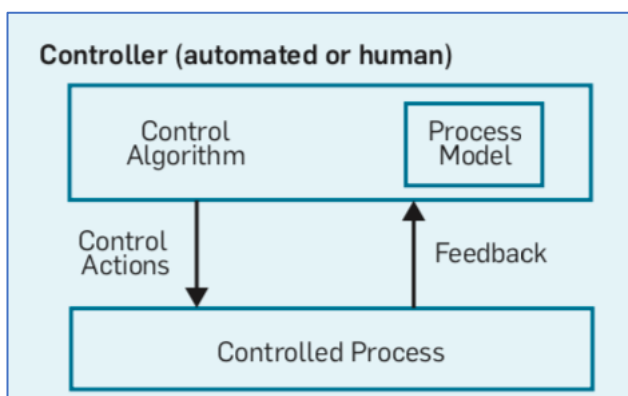 Controller (automated or human)
Control
Algorithm
Process
Model
Control
Actions
Feedback
Controlled Process